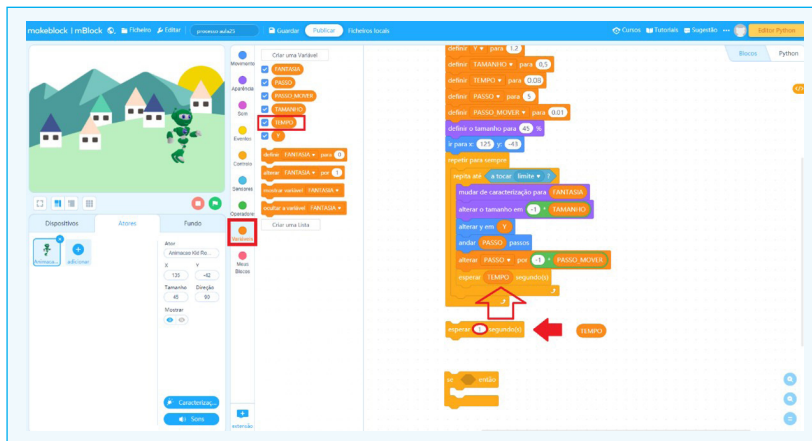 makeblock | mBlock Ficheiro Editar processo aula25 Guardar Publicar Ficheiros locais Cursos Tutoriais Sugestão Editor Python
Blocos Python
Movimento
Aparência
Som
Eventos
Controlo
Sensores
Operadores
Variáveis
Meus
Blocos
extensão
Criar uma Variável
FANTASIA
PASSO
PASSO_MOVER
TAMANHO
TEMPO
Y
definir FANTASIA para 0
alterar FANTASIA por 1
mostrar variável FANTASIA
ocultar a variável FANTASIA
Criar uma Lista
definir Y para 1.2
definir TAMANHO para 0.5
definir TEMPO para 0.08
definir PASSO para 5
definir PASSO_MOVER para 0.01
definir o tamanho para 45 %
ir para x: 125 y: -43
repetir para sempre
repita até a tocar limite ?
mudar de caracterização para FANTASIA
alterar o tamanho em -1 * TAMANHO
alterar y em Y
andar PASSO passos
alterar PASSO por -1 * PASSO_MOVER
esperar TEMPO segundo(s)
esperar 1 segundo(s)
TEMPO
se então
Dispositivos Atores Fundo
Animacao...
adicionar
Ator
Animacao Kid Ro...
X Y
135 -42
Tamanho Direção
45 90
Mostrar
Caracterizaç...
Sons